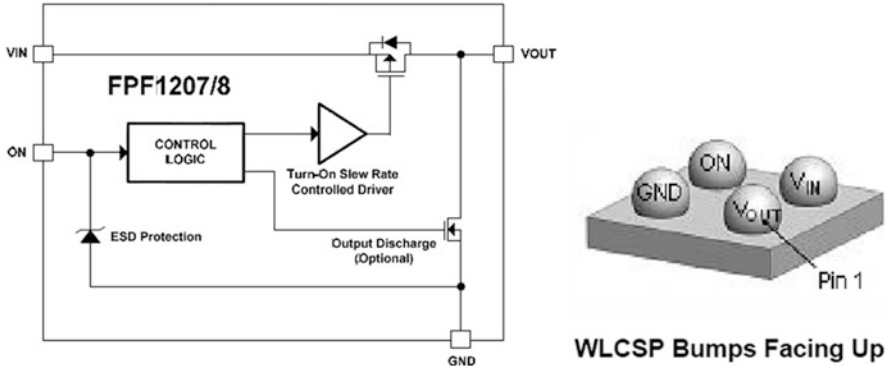 VIN
VOUT
FPF1207/8
ON
CONTROL
LOGIC
Turn-On Slew Rate
Controlled Driver
ESD Protection
Output Discharge
(Optional)
GND
ON
GND
VIN
VOUT
Pin 1
WLCSP Bumps Facing Up